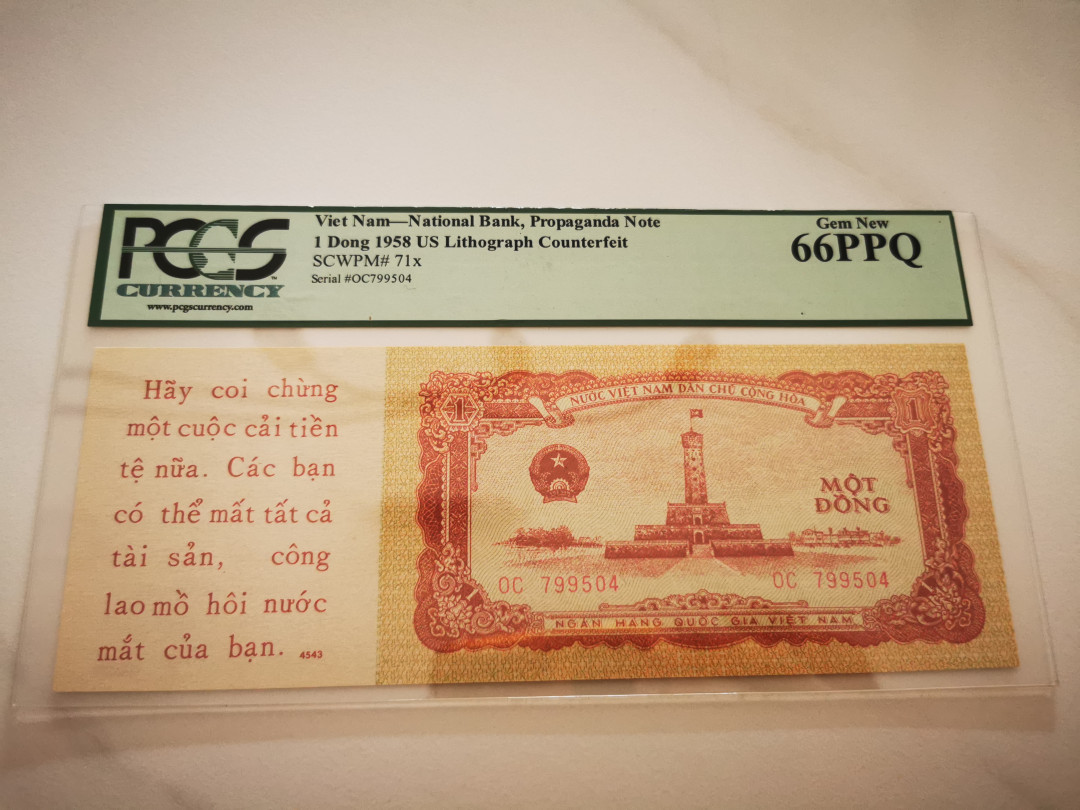 PCGS
CURRENCY
www.pcgscurrency.com
Viet Nam—National Bank, Propaganda Note
1 Dong 1958 US Lithograph Counterfeit
SCWPM# 71x
Serial #OC799504
Gem New
66PPQ
Hãy coi chừng
một cuộc cải tiền
tệ nữa. Các bạn
có thể mất tất cả
tài sản, công
lao mồ hôi nước
mắt của bạn. 4543
NƯỚC VIỆT NAM DÂN CHỦ CỘNG HÒA
1
1
MỘT
ĐỒNG
OC 799504
OC 799504
1
1
NGÂN HÀNG QUỐC GIA VIỆT NAM